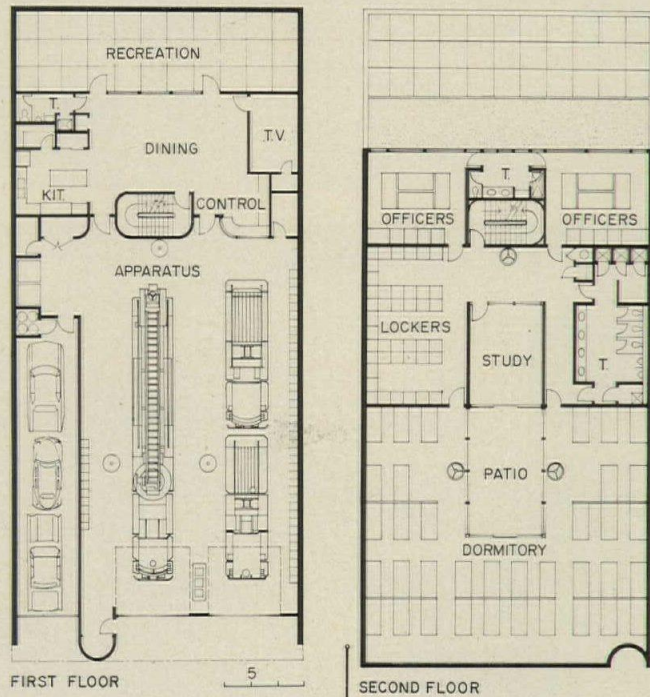 RECREATION
T.
T.V.
DINING
KIT.
CONTROL
APPARATUS
FIRST FLOOR
5
T.
OFFICERS
OFFICERS
LOCKERS
STUDY
T.
PATIO
DORMITORY
SECOND FLOOR